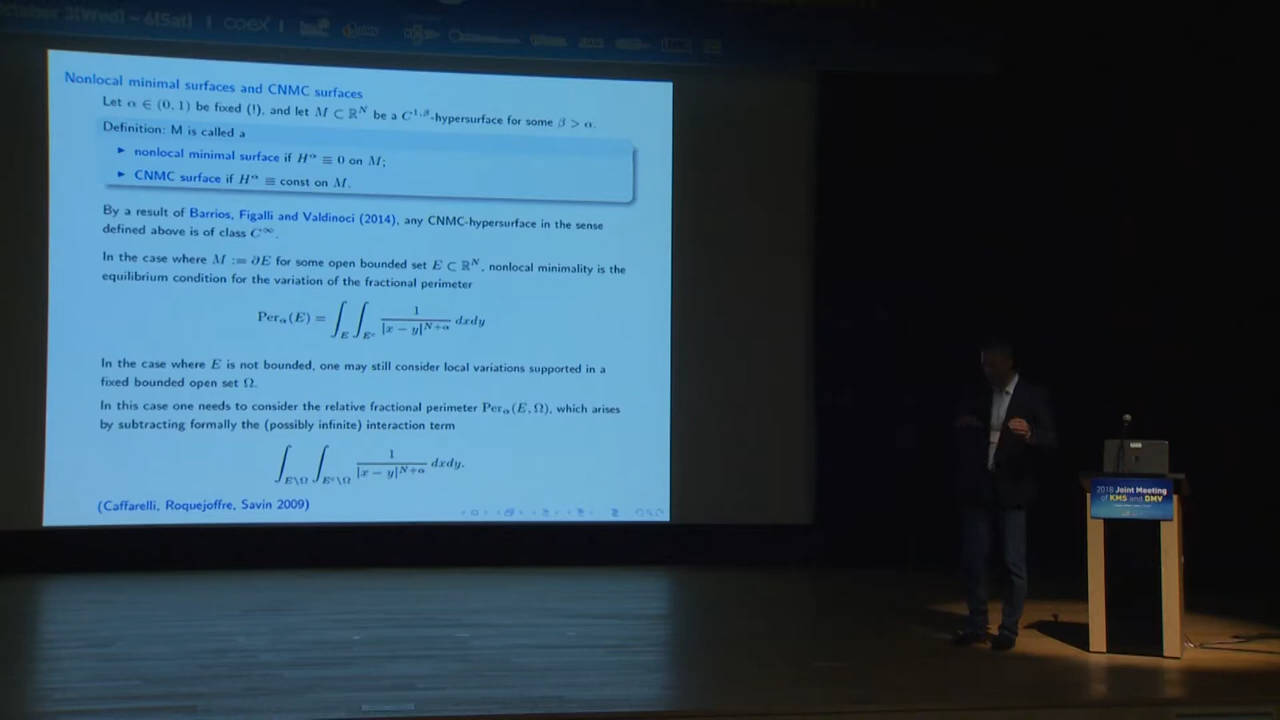 ctober 3(Wed) – 6(Sat) | coex |
Nonlocal minimal surfaces and CNMC surfaces
Let α ∈ (0, 1) be fixed (!), and let M ⊂ ℝ^N be a C^{1,β}-hypersurface for some β > α.
Definition: M is called a
▶ nonlocal minimal surface if H^α ≡ 0 on M;
▶ CNMC surface if H^α ≡ const on M.
By a result of Barrios, Figalli and Valdinoci (2014), any CNMC-hypersurface in the sense
defined above is of class C^∞.
In the case where M := ∂E for some open bounded set E ⊂ ℝ^N, nonlocal minimality is the
equilibrium condition for the variation of the fractional perimeter
Per_α(E) = ∫_E ∫_{E^c} 1/|x − y|^{N+α} dxdy
In the case where E is not bounded, one may still consider local variations supported in a
fixed bounded open set Ω.
In this case one needs to consider the relative fractional perimeter Per_α(E, Ω), which arises
by subtracting formally the (possibly infinite) interaction term
∫_{E\Ω} ∫_{E^c\Ω} 1/|x − y|^{N+α} dxdy.
(Caffarelli, Roquejoffre, Savin 2009)
2018 Joint Meeting
of KMS and DMV